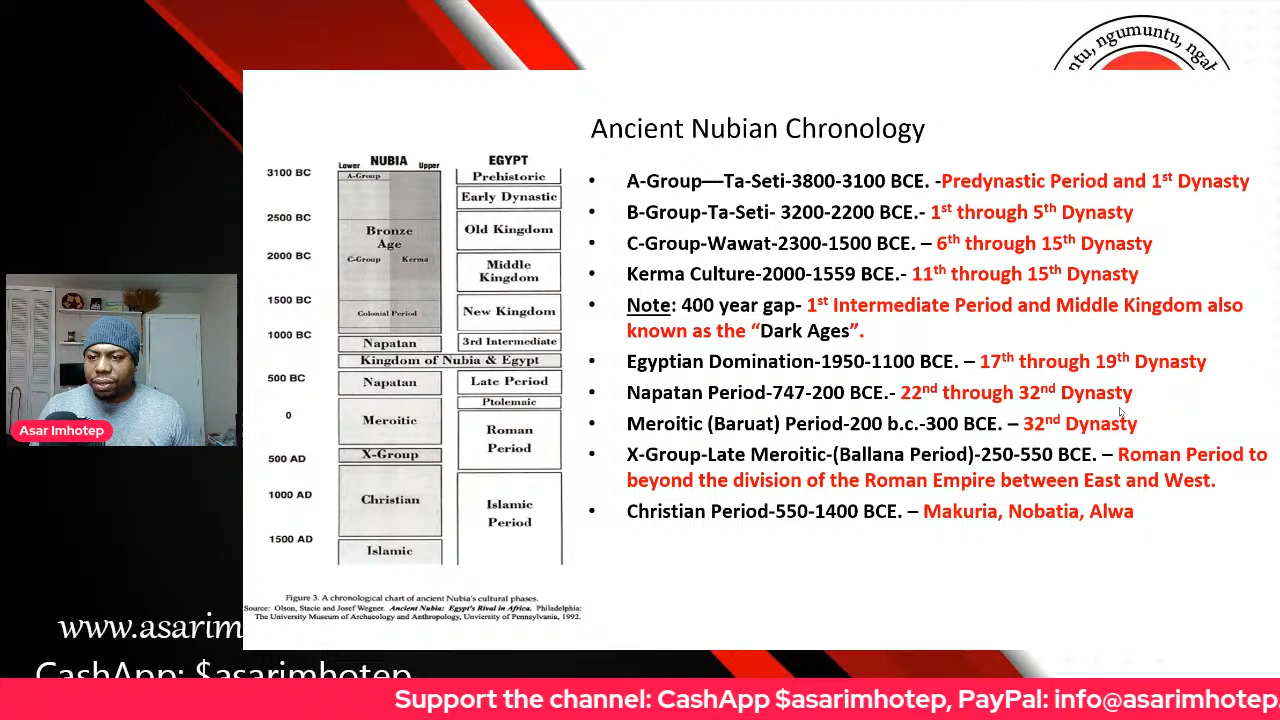 ntu, ngumuntu, ngab
Ancient Nubian Chronology
Lower NUBIA Upper EGYPT
3100 BC
A-Group
Prehistoric
Early Dynastic
2500 BC
Bronze
Age
Old Kingdom
2000 BC
C-Group Kerma
Middle
Kingdom
1500 BC
Colonial Period
New Kingdom
1000 BC
Napatan
3rd Intermediate
Kingdom of Nubia & Egypt
500 BC
Napatan
Late Period
Ptolemaic
0
Meroitic
Roman
Period
500 AD
X-Group
1000 AD
Christian
Islamic
Period
1500 AD
Islamic
Figure 3. A chronological chart of ancient Nubia's cultural phases.
Source: Olson, Stacie and Josef Wegner. Ancient Nubia: Egypt's Rival in Africa. Philadelphia:
The University Museum of Archaeology and Anthropology, Unviersity of Pennsylvania, 1992.
• A-Group—Ta-Seti-3800-3100 BCE. -Predynastic Period and 1st Dynasty
• B-Group-Ta-Seti- 3200-2200 BCE.- 1st through 5th Dynasty
• C-Group-Wawat-2300-1500 BCE. – 6th through 15th Dynasty
• Kerma Culture-2000-1559 BCE.- 11th through 15th Dynasty
• Note: 400 year gap- 1st Intermediate Period and Middle Kingdom also
known as the “Dark Ages”.
• Egyptian Domination-1950-1100 BCE. – 17th through 19th Dynasty
• Napatan Period-747-200 BCE.- 22nd through 32nd Dynasty
• Meroitic (Baruat) Period-200 b.c.-300 BCE. – 32nd Dynasty
• X-Group-Late Meroitic-(Ballana Period)-250-550 BCE. – Roman Period to
beyond the division of the Roman Empire between East and West.
• Christian Period-550-1400 BCE. – Makuria, Nobatia, Alwa
Asar Imhotep
www.asarim
CashApp: $asarimhotep
Support the channel: CashApp $asarimhotep, PayPal: info@asarimhotep.